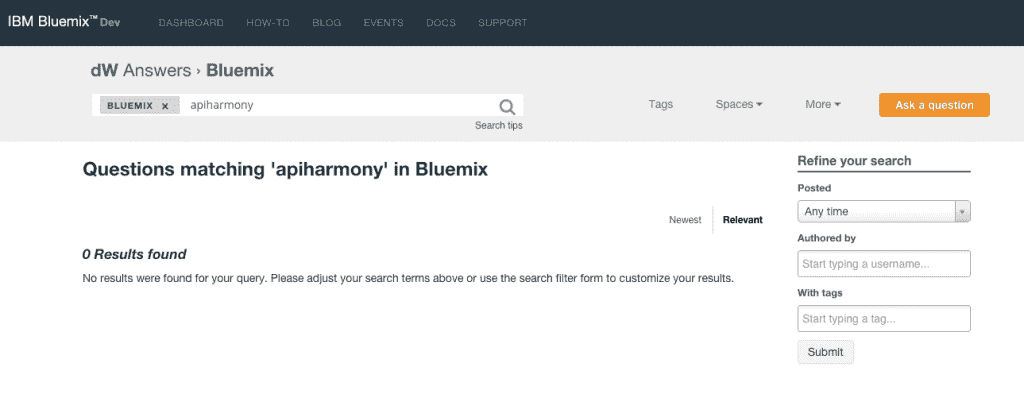 IBM Bluemix™ Dev DASHBOARD HOW-TO BLOG EVENTS DOCS SUPPORT
dW Answers › Bluemix
BLUEMIX x apiharmony
Tags Spaces More Ask a question
Search tips
Questions matching 'apiharmony' in Bluemix
Newest Relevant
0 Results found
No results were found for your query. Please adjust your search terms above or use the search filter form to customize your results.
Refine your search
Posted
Any time
Authored by
Start typing a username...
With tags
Start typing a tag...
Submit